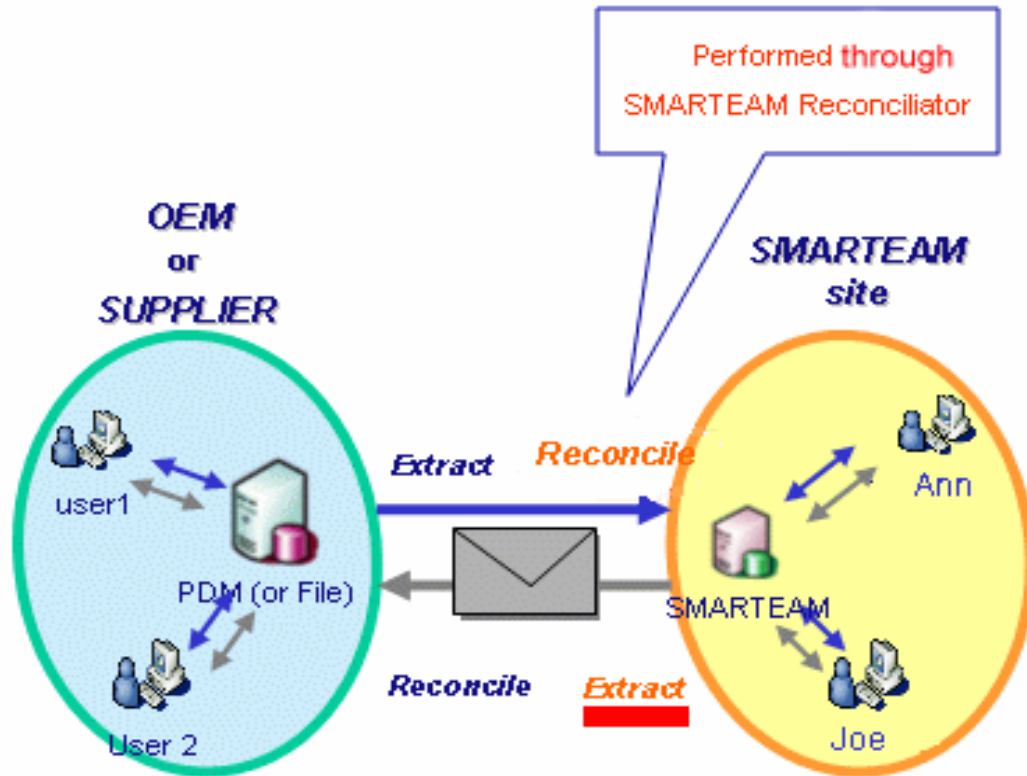 Performed through
SMARTEAM Reconciliator
OEM
or
SUPPLIER
SMARTEAM
site
Extract
Reconcile
user1
Ann
PDM (or File)
SMARTEAM
Reconcile
Extract
User 2
Joe